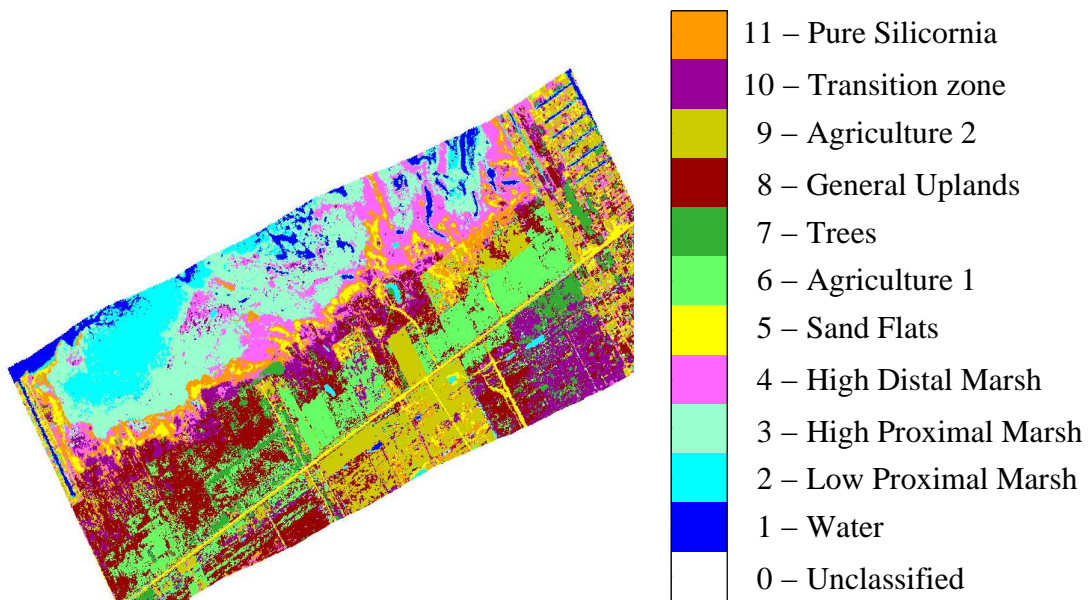 11 – Pure Silicornia
10 – Transition zone
9 – Agriculture 2
8 – General Uplands
7 – Trees
6 – Agriculture 1
5 – Sand Flats
4 – High Distal Marsh
3 – High Proximal Marsh
2 – Low Proximal Marsh
1 – Water
0 – Unclassified